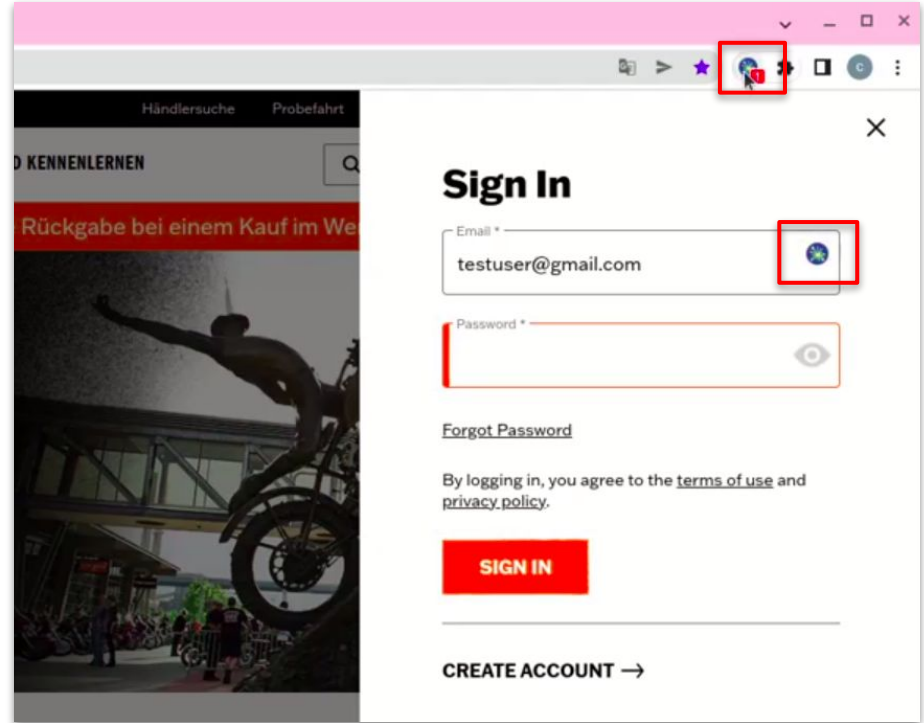 1
C
Händlersuche Probefahrt
D KENNENLERNEN
Rückgabe bei einem Kauf im We
Sign In
Email *
testuser@gmail.com
Password *
Forgot Password
By logging in, you agree to the terms of use and
privacy policy.
SIGN IN
CREATE ACCOUNT →